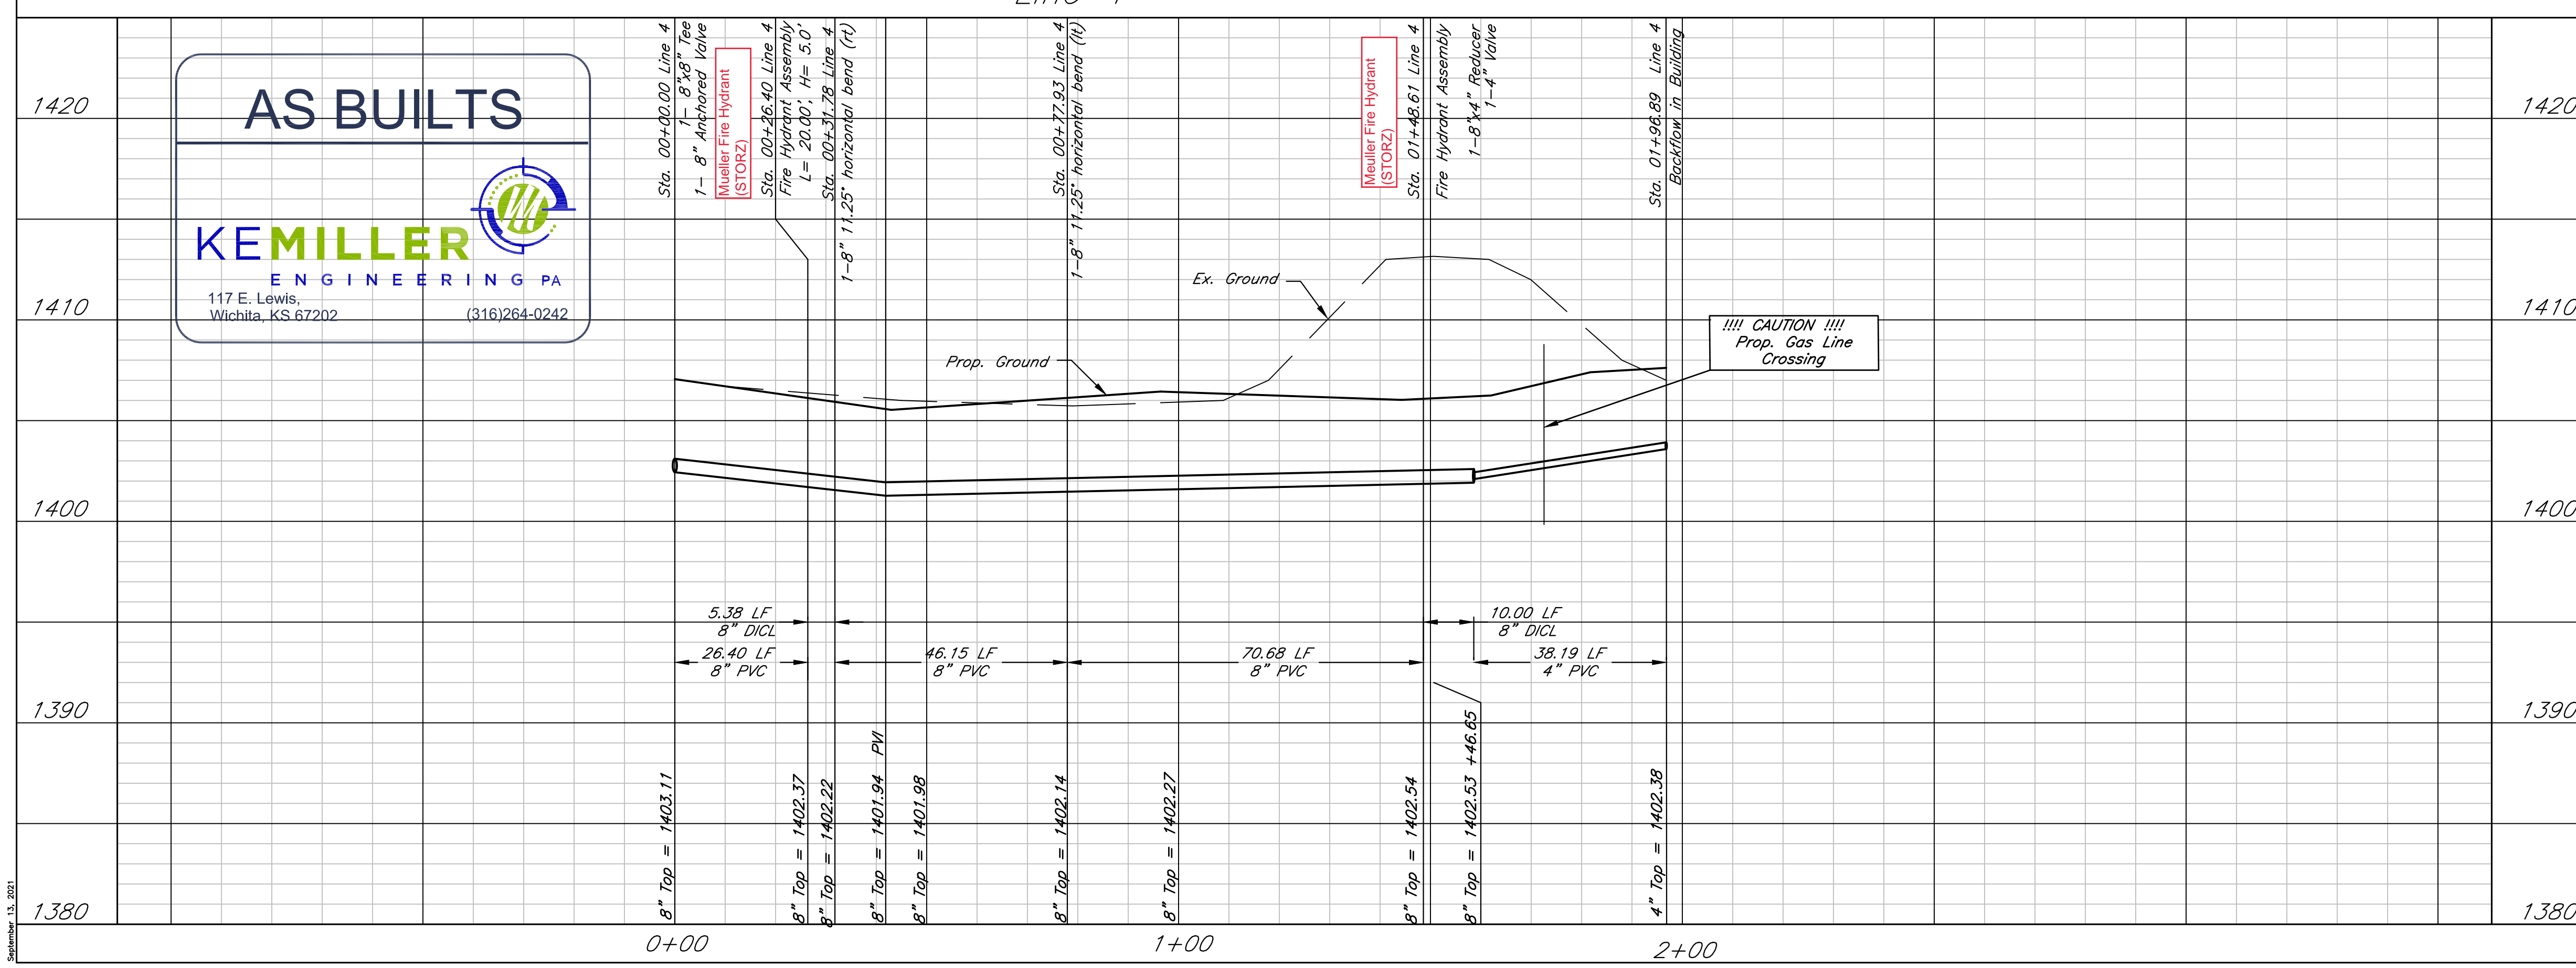 1420
1410
1400
1390
1380
AS BUILTS
KEMILLER
ENGINEERING PA
117 E. Lewis,
Wichita, KS 67202
(316)264-0242
Sta. 00+00.00 Line 4
1- 8"x8" Tee
1- 8" Anchored Valve
Mueller Fire Hydrant
(STORZ)
Sta. 00+26.40 Line 4
Fire Hydrant Assembly
L= 20.00', H= 5.0'
Sta. 00+31.78 Line 4
1-8" 11.25° horizontal bend (rt)
Sta. 00+77.93 Line 4
1-8" 11.25° horizontal bend (lt)
Meuller Fire Hydrant
(STORZ)
Sta. 01+48.61 Line 4
Fire Hydrant Assembly
1-8"x4" Reducer
1-4" Valve
Sta. 01+96.89 Line 4
Backflow in Building
Ex. Ground
Prop. Ground
!!!! CAUTION !!!!
Prop. Gas Line
Crossing
5.38 LF
8" DICL
26.40 LF
8" PVC
46.15 LF
8" PVC
70.68 LF
8" PVC
10.00 LF
8" DICL
38.19 LF
4" PVC
8" Top = 1403.11
8" Top = 1402.37
8" Top = 1402.22
8" Top = 1401.94 PVI
8" Top = 1401.98
8" Top = 1402.14
8" Top = 1402.27
8" Top = 1402.54
8" Top = 1402.53 +46.65
4" Top = 1402.38
0+00
1+00
2+00
1420
1410
1400
1390
1380
September 13, 2021